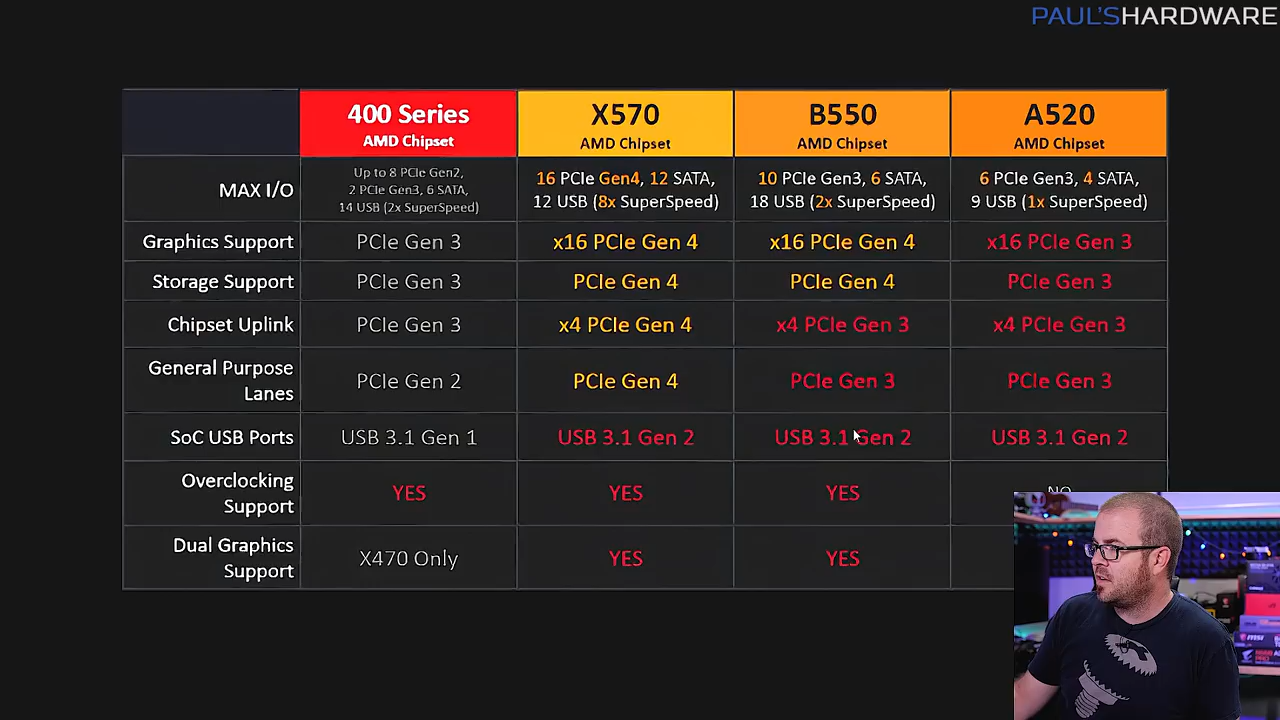 PAUL'SHARDWARE
400 Series X570 B550 A520
AMD Chipset AMD Chipset AMD Chipset AMD Chipset
MAX I/O
Up to 8 PCIe Gen2,
2 PCIe Gen3, 6 SATA,
14 USB (2x SuperSpeed)
16 PCIe Gen4, 12 SATA,
12 USB (8x SuperSpeed)
10 PCIe Gen3, 6 SATA,
18 USB (2x SuperSpeed)
6 PCIe Gen3, 4 SATA,
9 USB (1x SuperSpeed)
Graphics Support PCIe Gen 3 x16 PCIe Gen 4 x16 PCIe Gen 4 x16 PCIe Gen 3
Storage Support PCIe Gen 3 PCIe Gen 4 PCIe Gen 4 PCIe Gen 3
Chipset Uplink PCIe Gen 3 x4 PCIe Gen 4 x4 PCIe Gen 3 x4 PCIe Gen 3
General Purpose
Lanes
PCIe Gen 2 PCIe Gen 4 PCIe Gen 3 PCIe Gen 3
SoC USB Ports USB 3.1 Gen 1 USB 3.1 Gen 2 USB 3.1 Gen 2 USB 3.1 Gen 2
Overclocking
Support
YES YES YES NO
Dual Graphics
Support
X470 Only YES YES
msi